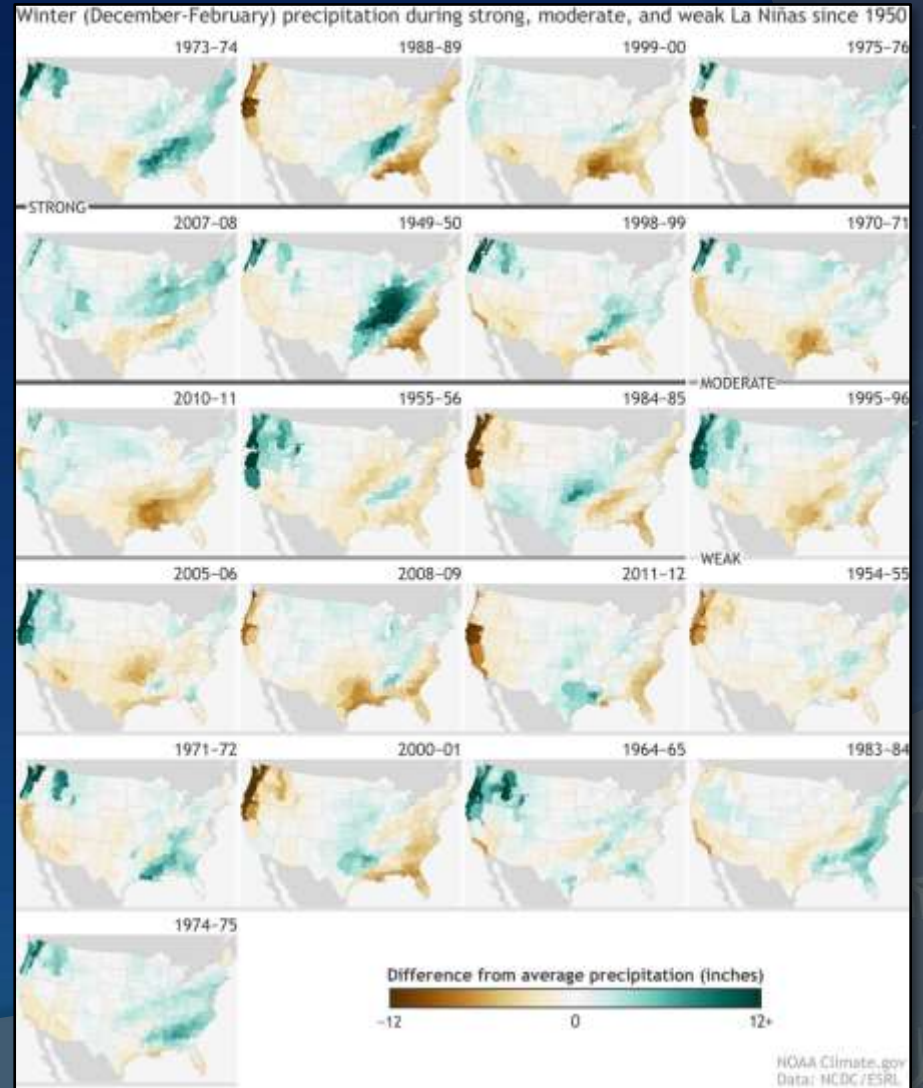 Winter (December-February) precipitation during strong, moderate, and weak La Niñas since 1950
1973–74 1988–89 1999–00 1975–76
STRONG
2007–08 1949–50 1998–99 1970–71
MODERATE
2010–11 1955–56 1984–85 1995–96
WEAK
2005–06 2008–09 2011–12 1954–55
1971–72 2000–01 1964–65 1983–84
1974–75
Difference from average precipitation (inches)
-12 0 12+
NOAA Climate.gov
Data: NCDC/ESRL